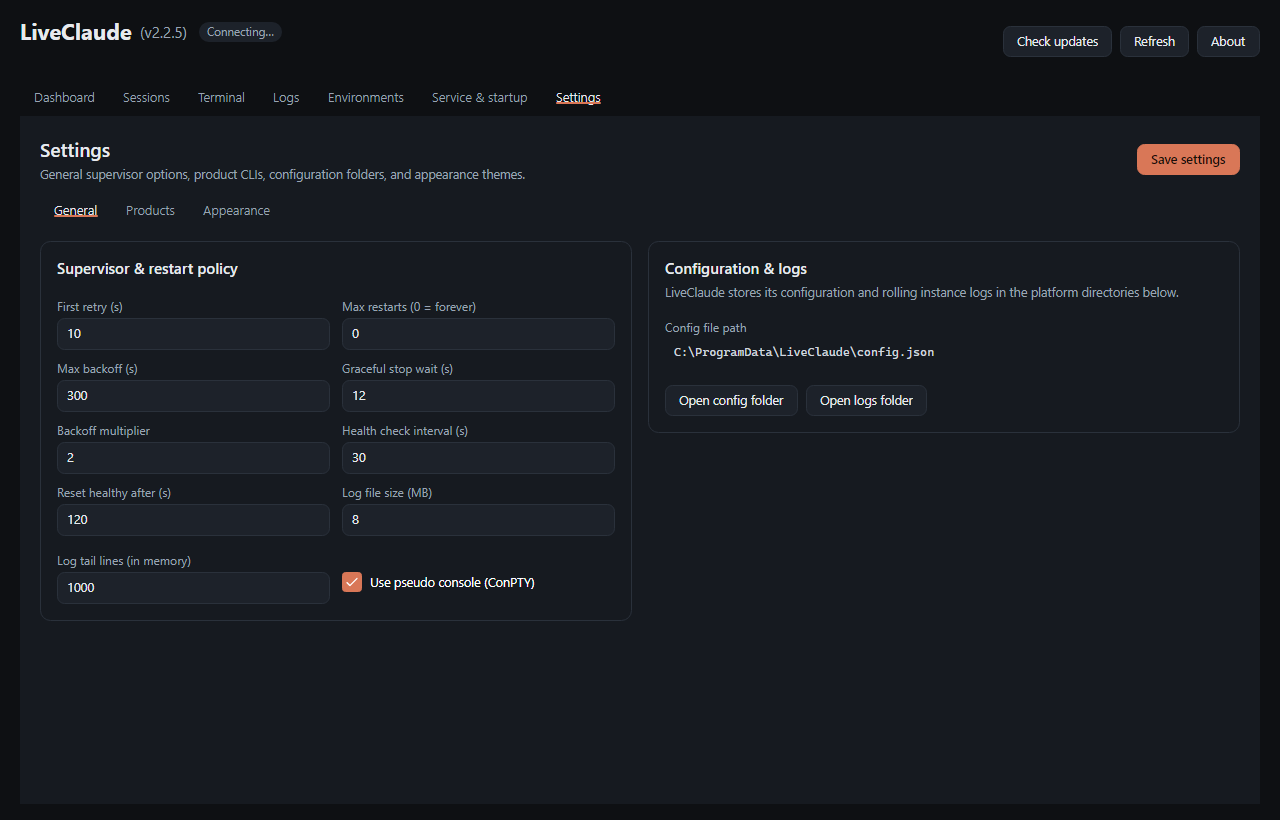 LiveClaude (v2.2.5) Connecting...
Check updates Refresh About
Dashboard Sessions Terminal Logs Environments Service & startup Settings
Settings
General supervisor options, product CLIs, configuration folders, and appearance themes.
Save settings
General Products Appearance
Supervisor & restart policy
First retry (s) Max restarts (0 = forever)
10 0
Max backoff (s) Graceful stop wait (s)
300 12
Backoff multiplier Health check interval (s)
2 30
Reset healthy after (s) Log file size (MB)
120 8
Log tail lines (in memory)
1000 Use pseudo console (ConPTY)
Configuration & logs
LiveClaude stores its configuration and rolling instance logs in the platform directories below.
Config file path
C:\ProgramData\LiveClaude\config.json
Open config folder Open logs folder